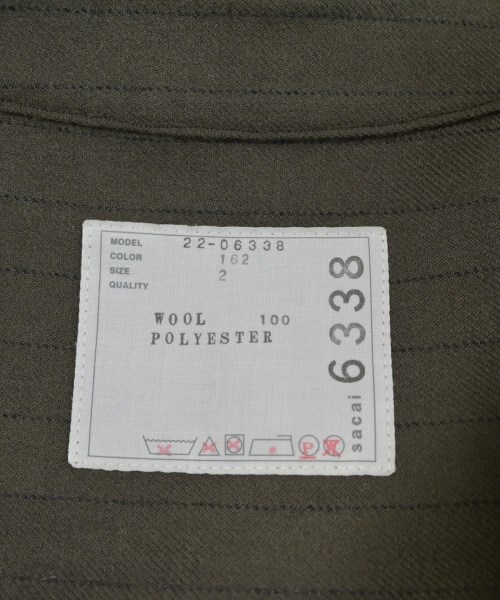 MODEL 22-06338
COLOR 162
SIZE 2
QUALITY
WOOL 100
POLYESTER
P
sacai 6338